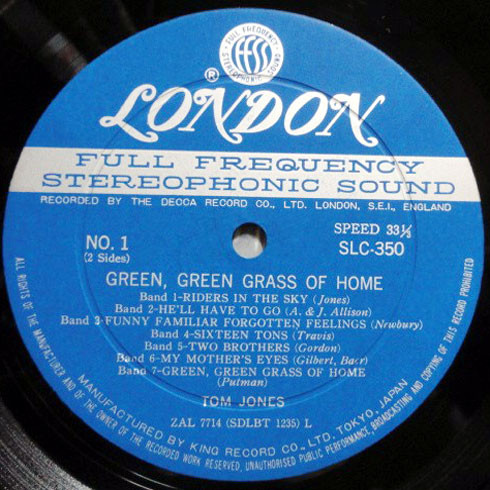 FULL FREQUENCY
ffss
STEREOPHONIC SOUND
®
LONDON
FULL FREQUENCY
STEREOPHONIC SOUND
RECORDED BY THE DECCA RECORD CO., LTD. LONDON, S.E.I., ENGLAND
NO. 1
(2 Sides)
SPEED 33⅓
SLC-350
GREEN, GREEN GRASS OF HOME
Band 1-RIDERS IN THE SKY (Jones)
Band 2-HE'LL HAVE TO GO (A. & J. Allison)
Band 3-FUNNY FAMILIAR FORGOTTEN FEELINGS (Newbury)
Band 4-SIXTEEN TONS (Travis)
Band 5-TWO BROTHERS (Gordon)
Band 6-MY MOTHER'S EYES (Gilbert, Baer)
Band 7-GREEN, GREEN GRASS OF HOME
(Putman)
TOM JONES
ZAL 7714 (SDLBT 1235) L
MANUFACTURED BY KING RECORD CO., LTD. TOKYO, JAPAN
ALL RIGHTS OF THE MANUFACTURER AND OF THE OWNER OF THE RECORDED WORK RESERVED, UNAUTHORISED PUBLIC PERFORMANCE, BROADCASTING AND COPYING OF THIS RECORD PROHIBITED